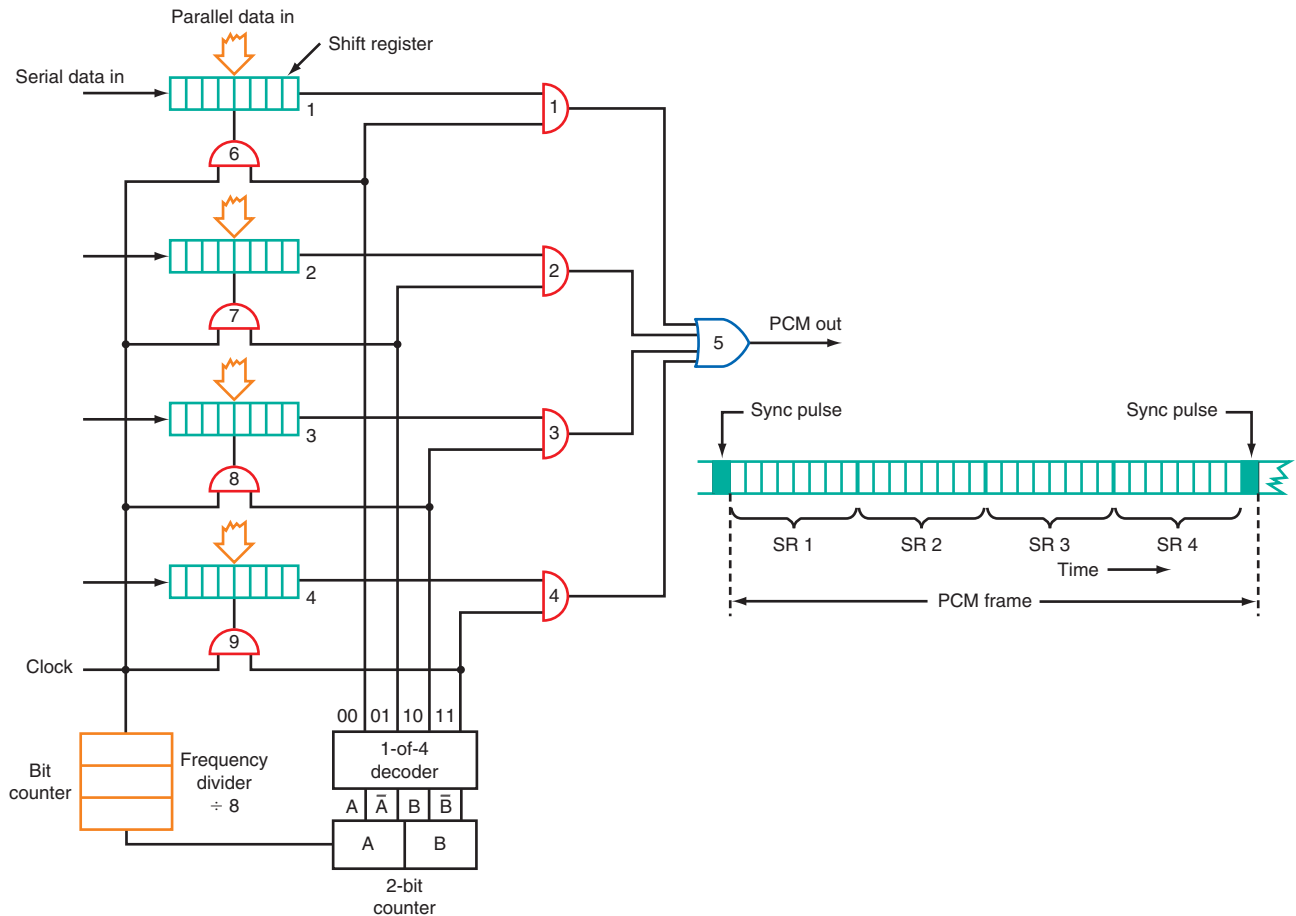 Parallel data in
Shift register
Serial data in
1
1
6
2
2
7
5
PCM out
3
3
8
Sync pulse
Sync pulse
SR 1
SR 2
SR 3
SR 4
Time
PCM frame
4
4
9
Clock
00 01 10 11
1-of-4
decoder
Bit
counter
Frequency
divider
÷ 8
A A̅ B B̅
A
B
2-bit
counter